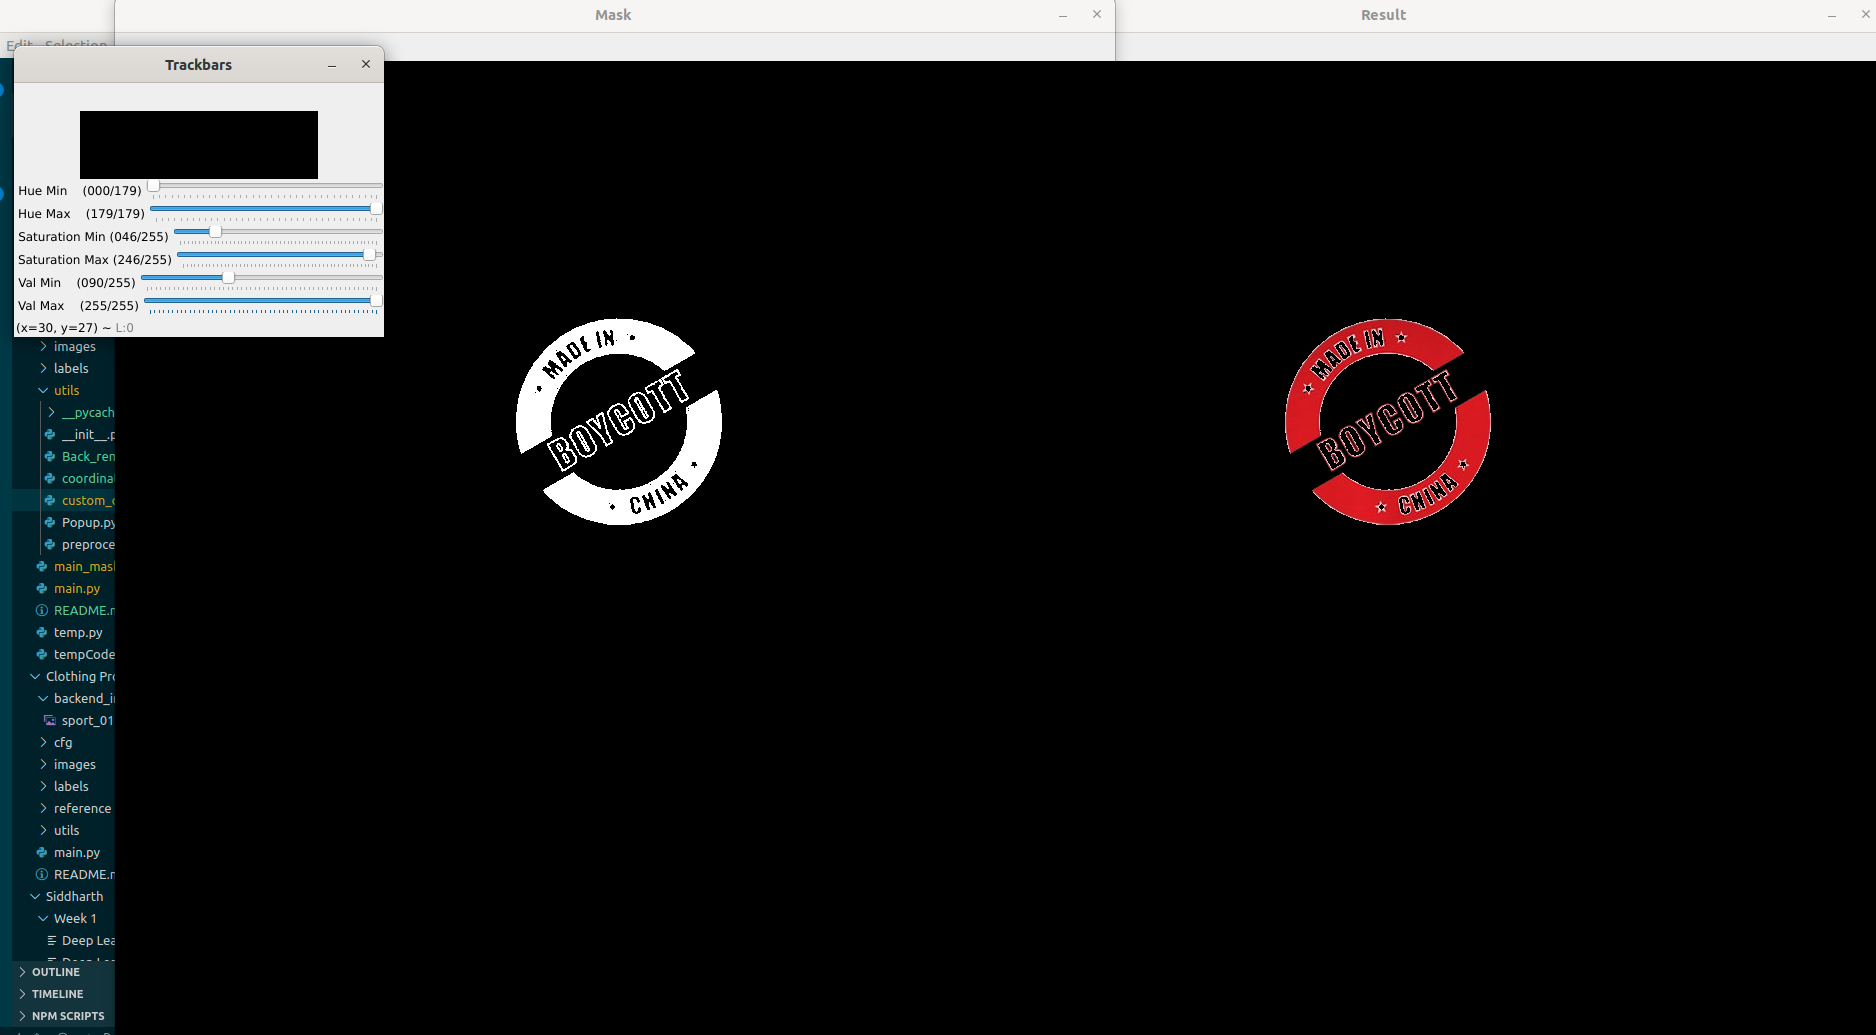 Mask
Result
Edit Selection
Trackbars
Hue Min (000/179)
Hue Max (179/179)
Saturation Min (046/255)
Saturation Max (246/255)
Val Min (090/255)
Val Max (255/255)
(x=30, y=27) ~ L:0
images
labels
utils
__pycach
__init__.p
Back_ren
coordinat
custom_c
Popup.py
preproce
main_mas
main.py
README.m
temp.py
tempCode
Clothing Pro
backend_i
sport_01
cfg
images
labels
reference
utils
main.py
README.m
Siddharth
Week 1
Deep Lea
OUTLINE
TIMELINE
NPM SCRIPTS
MADE IN
BOYCOTT
CHINA
MADE IN
BOYCOTT
CHINA